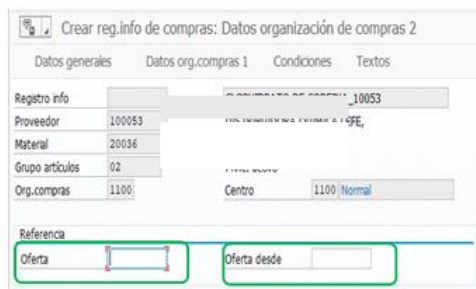 Crear reg.info de compras: Datos organización de compras 2
Datos generales Datos org.compras 1 Condiciones Textos
Registro info _10053
Proveedor 100053
Material 20036
Grupo artículos 02
Org.compras 1100 Centro 1100 Normal
Referencia
Oferta Oferta desde